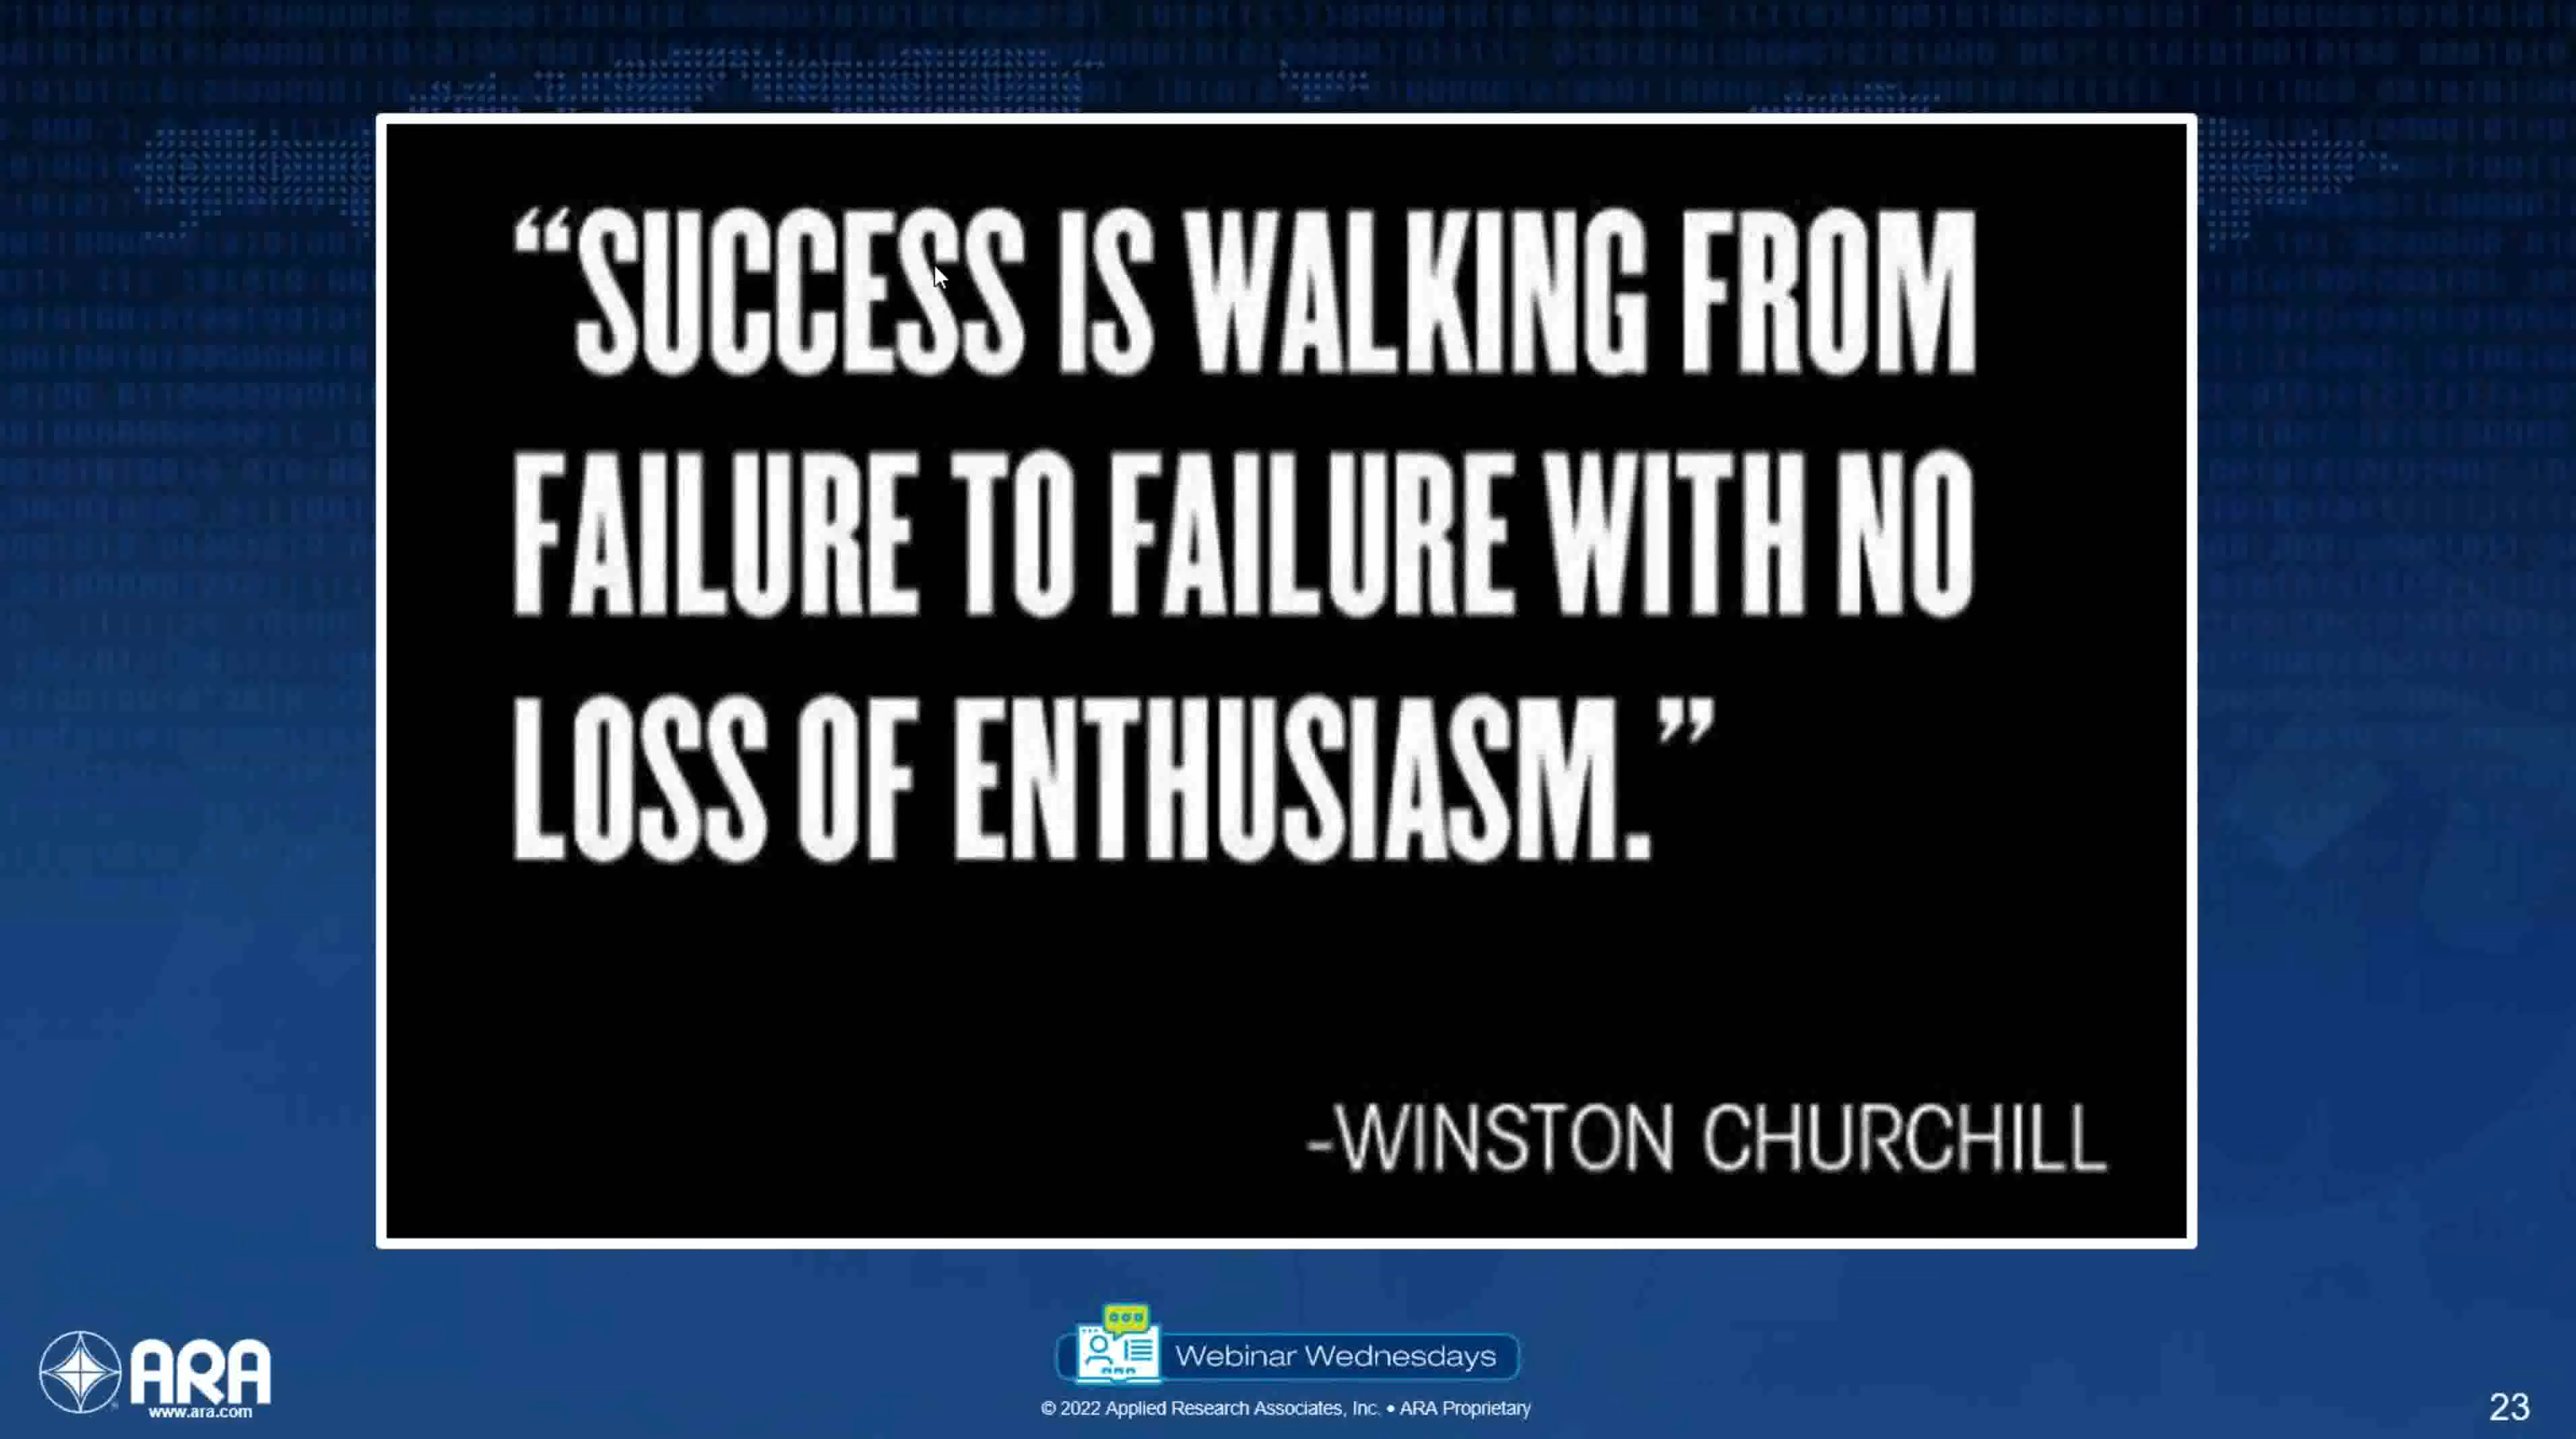 “SUCCESS IS WALKING FROM
FAILURE TO FAILURE WITH NO
LOSS OF ENTHUSIASM.”
-WINSTON CHURCHILL
ARA
www.ara.com
Webinar Wednesdays
© 2022 Applied Research Associates, Inc. • ARA Proprietary
23